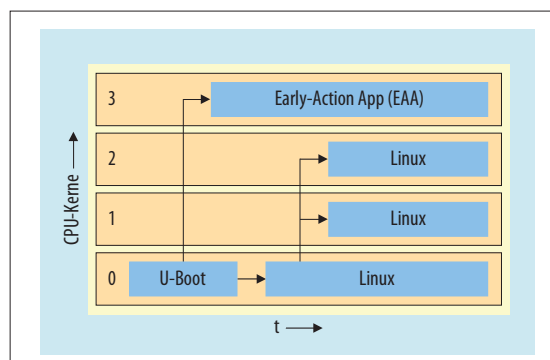 3 Early-Action App (EAA)
2 Linux
1 Linux
0 U-Boot Linux
CPU-Kerne
t